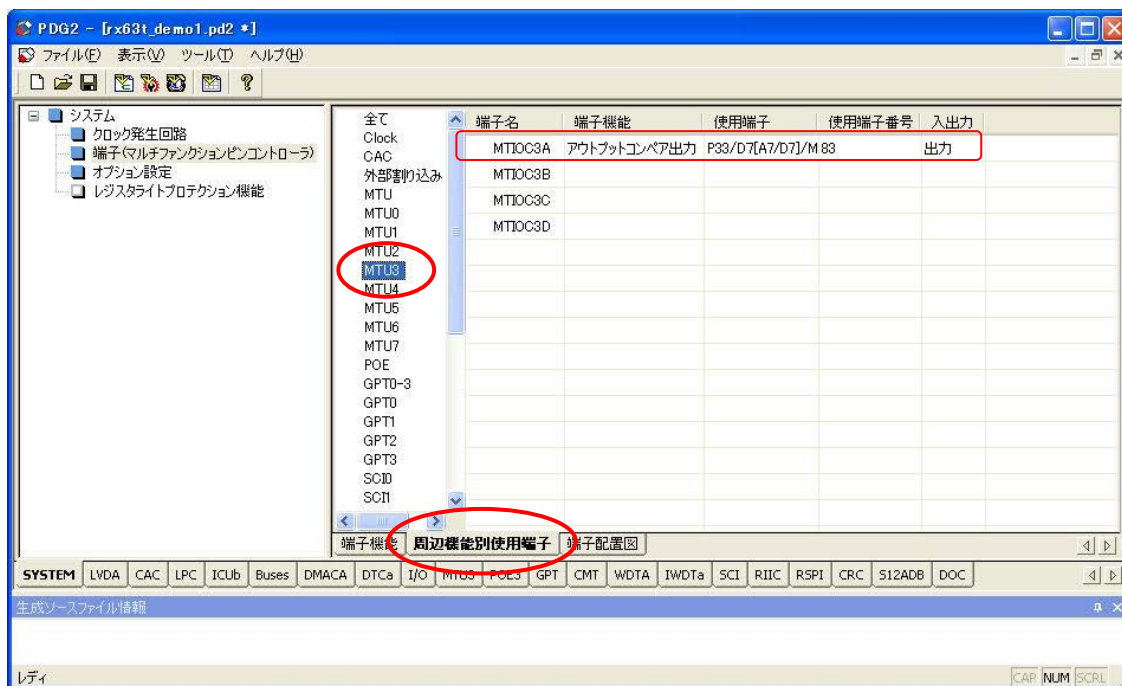 PDG2 - [rx63t_demo1.pd2 *]
ファイル(F) 表示(V) ツール(T) ヘルプ(H)
システム
クロック発生回路
端子(マルチファンクションピンコントローラ)
オプション設定
レジスタライトプロテクション機能
全て
Clock
CAC
外部割り込み
MTU
MTU0
MTU1
MTU2
MTU3
MTU4
MTU5
MTU6
MTU7
POE
GPT0-3
GPT0
GPT1
GPT2
GPT3
SCI0
SCI1
端子名 端子機能 使用端子 使用端子番号 入出力
MTIOC3A アウトプットコンペア出力 P33/D7[A7/D7]/M 83 出力
MTIOC3B
MTIOC3C
MTIOC3D
端子機能 周辺機能別使用端子 端子配置図
SYSTEM LVDA CAC LPC ICUb Buses DMACA DTCa I/O MTU3 POE3 GPT CMT WDTA IWDTa SCI RIIC RSPI CRC S12ADB DOC
生成ソースファイル情報
レディ CAP NUM SCRL